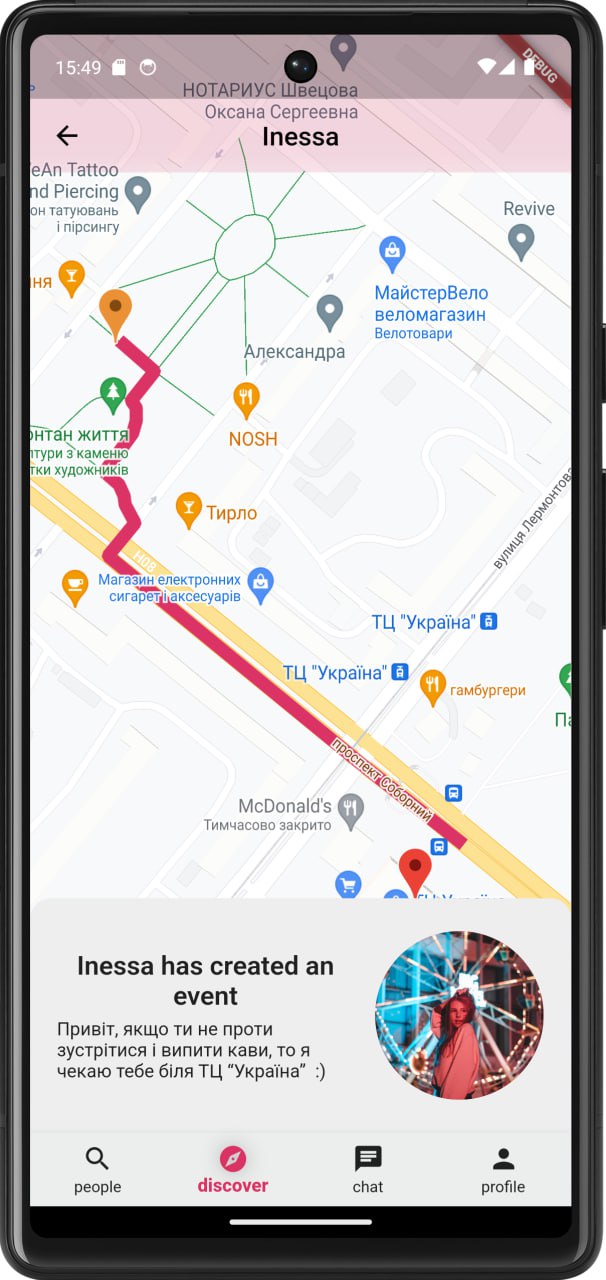 15:49
DEBUG
НОТАРИУС Швецова
Оксана Сергеевна
Inessa
eAn Tattoo
nd Piercing
он татуювань
і пірсингу
Revive
ня
МайстерВело
веломагазин
Велотовари
Александра
онтан життя
птури з каменю
тки художників
NOSH
Тирло
вулиця Лермонтова
H08
Магазин електронних
сигарет і аксесуарів
ТЦ "Україна"
ТЦ "Україна"
гамбургери
Па
проспект Соборний
McDonald's
Тимчасово закрито
Inessa has created an
event
Привіт, якщо ти не проти
зустрітися і випити кави, то я
чекаю тебе біля ТЦ “Україна” :)
people
discover
chat
profile